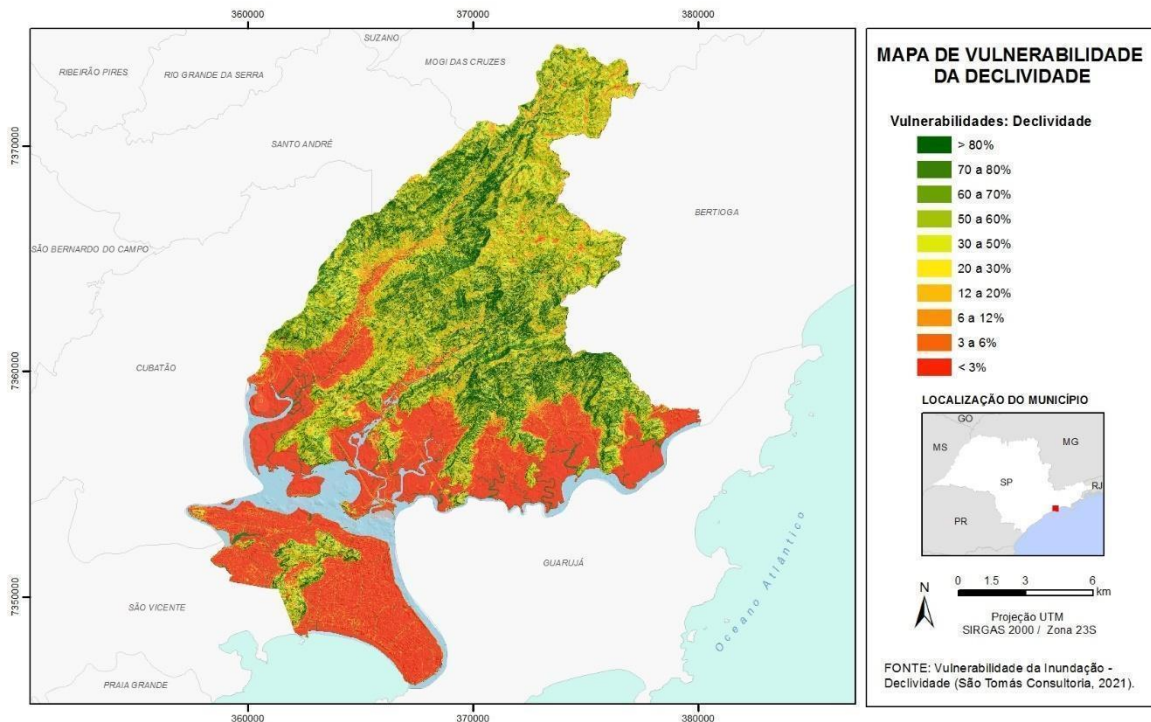 360000
370000
380000
SUZANO
MOGI DAS CRUZES
RIBEIRÃO PIRES
RIO GRANDE DA SERRA
7370000
SANTO ANDRÉ
BERTIOGA
SÃO BERNARDO DO CAMPO
CUBATÃO
7360000
Oceano Atlântico
GUARUJÁ
7350000
SÃO VICENTE
PRAIA GRANDE
360000
370000
380000
MAPA DE VULNERABILIDADE
DA DECLIVIDADE
Vulnerabilidades: Declividade
> 80%
70 a 80%
60 a 70%
50 a 60%
30 a 50%
20 a 30%
12 a 20%
6 a 12%
3 a 6%
< 3%
LOCALIZAÇÃO DO MUNICÍPIO
GO
MS
MG
SP
RJ
PR
N
0 1.5 3 6
km
Projeção UTM
SIRGAS 2000 / Zona 23S
FONTE: Vulnerabilidade da Inundação -
Declividade (São Tomás Consultoria, 2021).